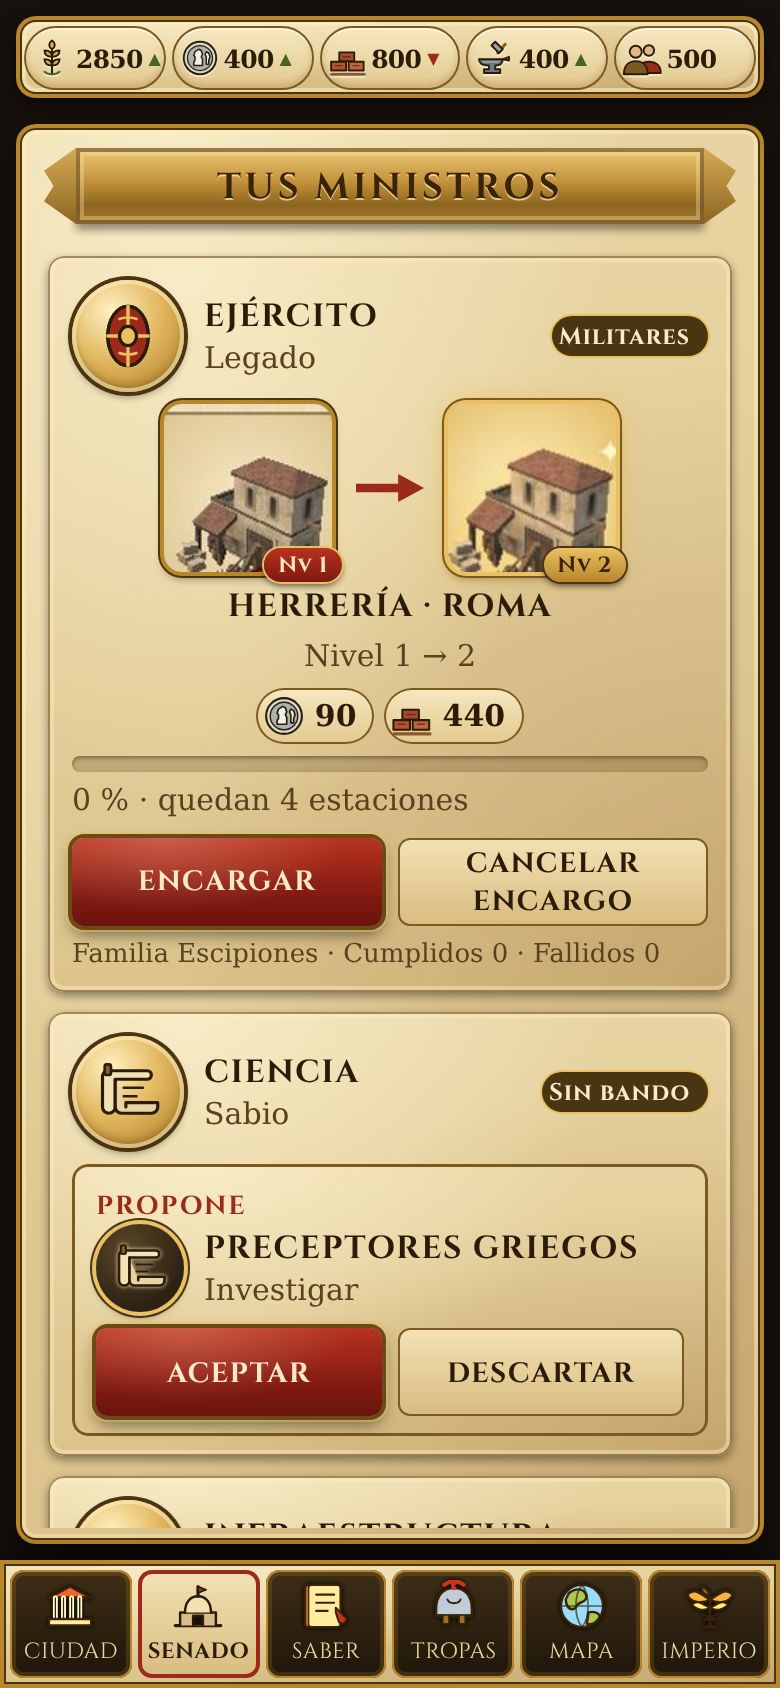 2850 400 800 400 500
TUS MINISTROS
EJÉRCITO
Legado
MILITARES
Nv 1
Nv 2
HERRERÍA · ROMA
Nivel 1 → 2
90 440
0 % · quedan 4 estaciones
ENCARGAR
CANCELAR
ENCARGO
Familia Escipiones · Cumplidos 0 · Fallidos 0
CIENCIA
Sabio
SIN BANDO
PROPONE
PRECEPTORES GRIEGOS
Investigar
ACEPTAR DESCARTAR
INFRAESTRUCTURA
CIUDAD SENADO SABER TROPAS MAPA IMPERIO